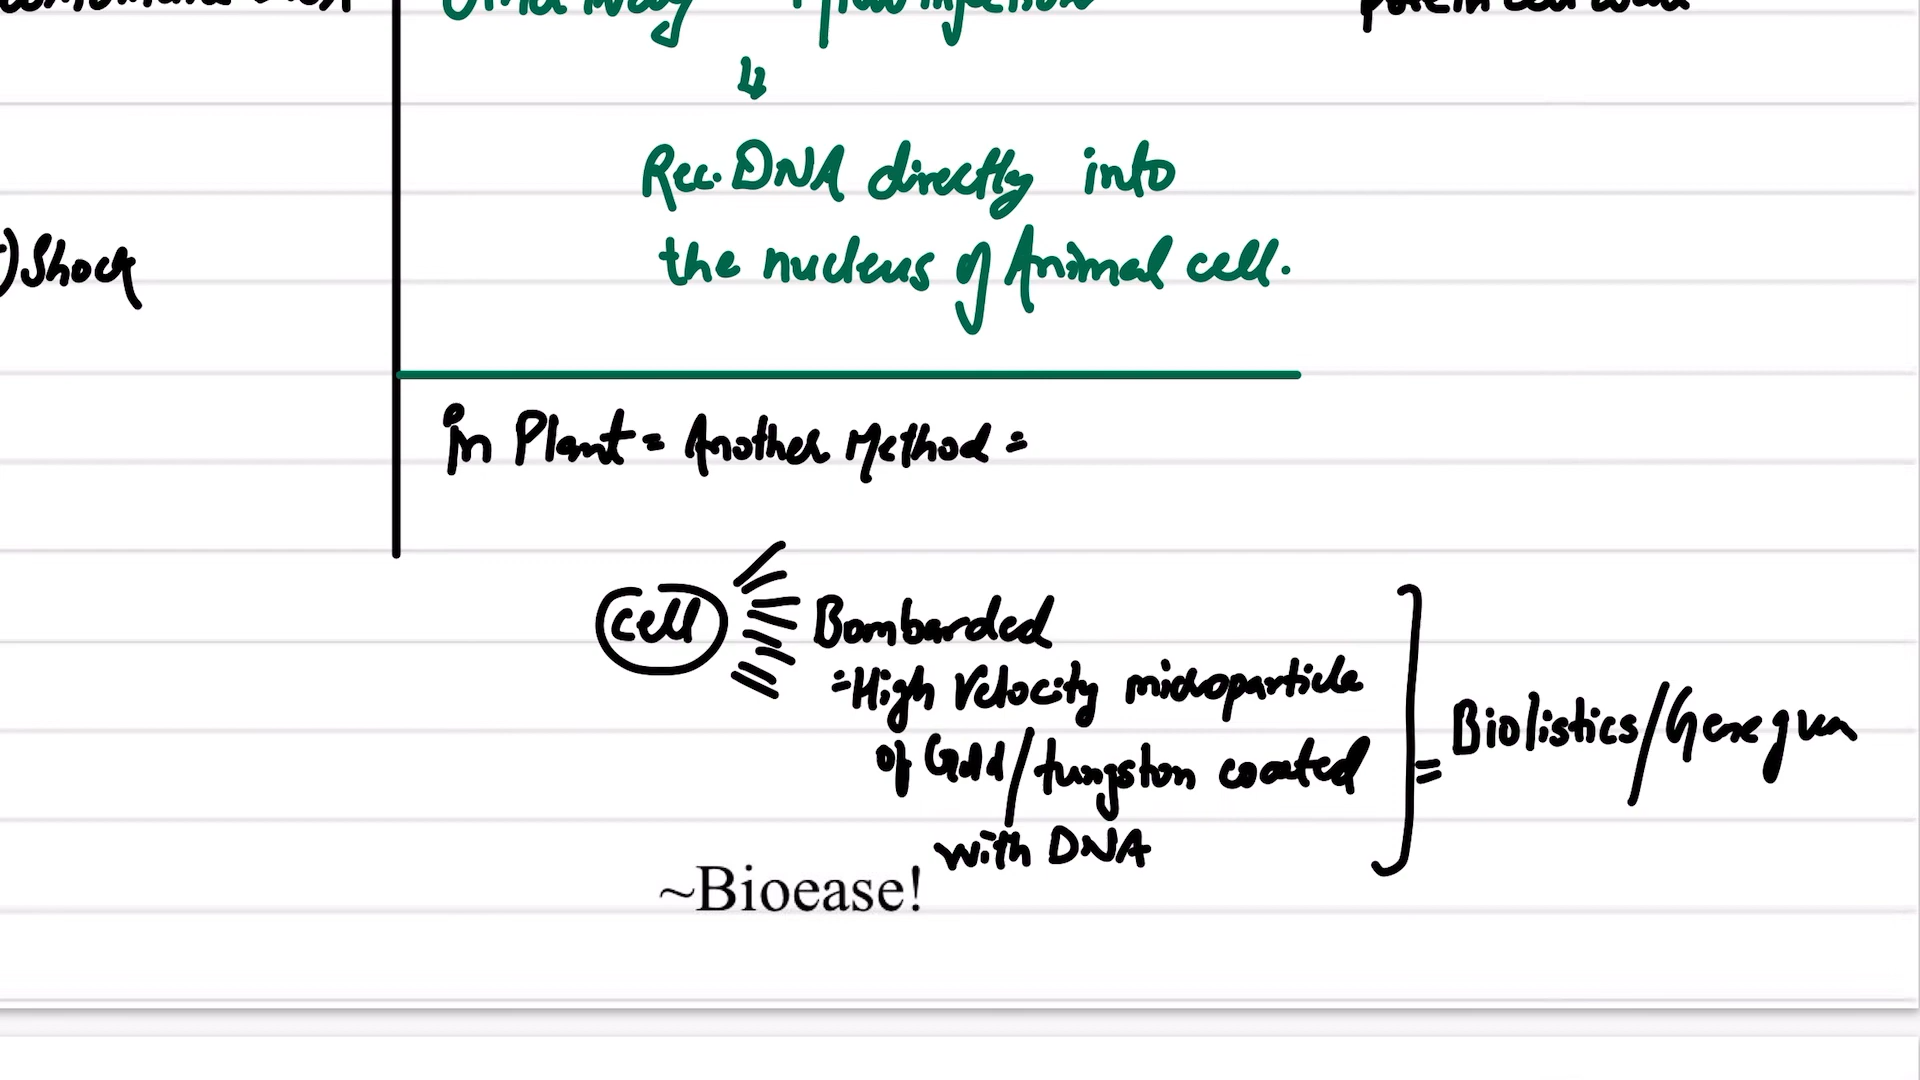 Rec. DNA directly into
the nucleus of Animal cell.
Shock
in Plant = Another Method =
cell
Bombarded
=High Velocity microparticle
of Gold/tungston coated
with DNA
= Biolistics/Gene gun
~Bioease!